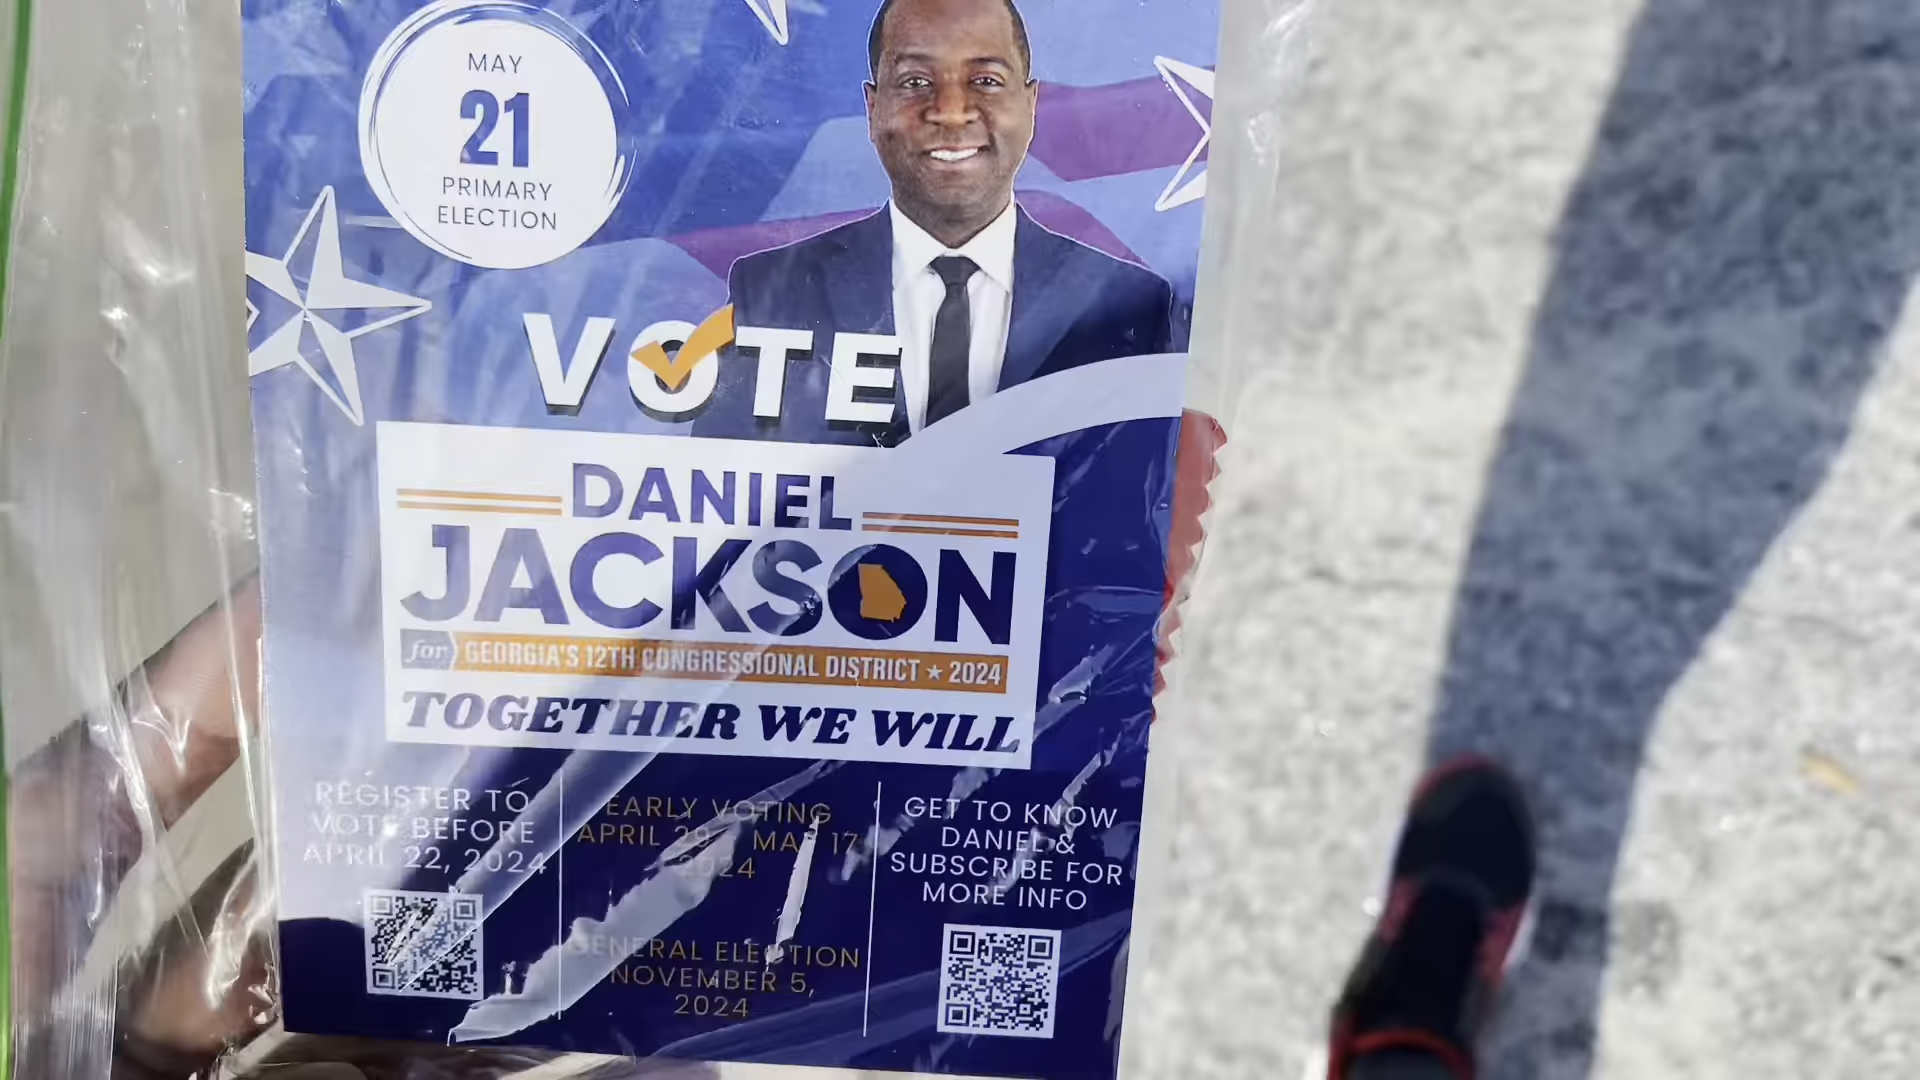 MAY
21
PRIMARY
ELECTION
VOTE
DANIEL
JACKSON
for GEORGIA'S 12TH CONGRESSIONAL DISTRICT ★ 2024
TOGETHER WE WILL
REGISTER TO
VOTE BEFORE
APRIL 22, 2024
EARLY VOTING
APRIL 29 MAY 17
2024
GENERAL ELECTION
NOVEMBER 5,
2024
GET TO KNOW
DANIEL &
SUBSCRIBE FOR
MORE INFO